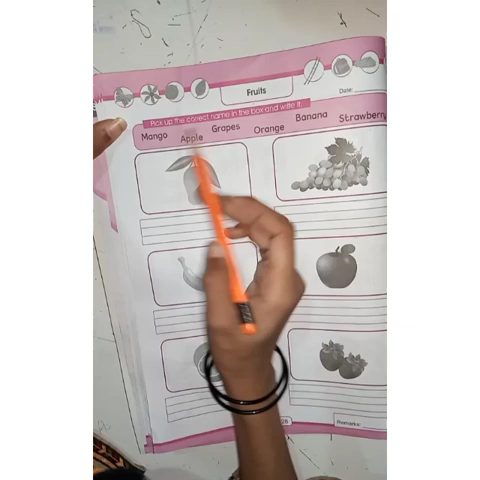 Fruits
Date:
Pick up the correct name in the box and write it.
Mango Apple Grapes Orange Banana Strawberry
26
Remarks: